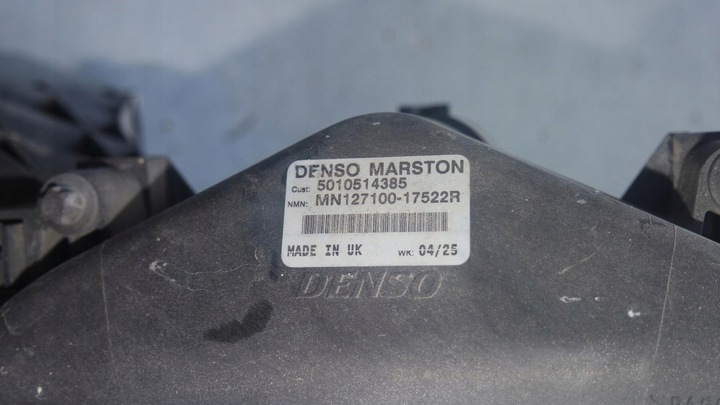 DENSO MARSTON
Cust: 5010514385
NMN: MN127100-17522R
MADE IN UK WK: 04/25
DENSO